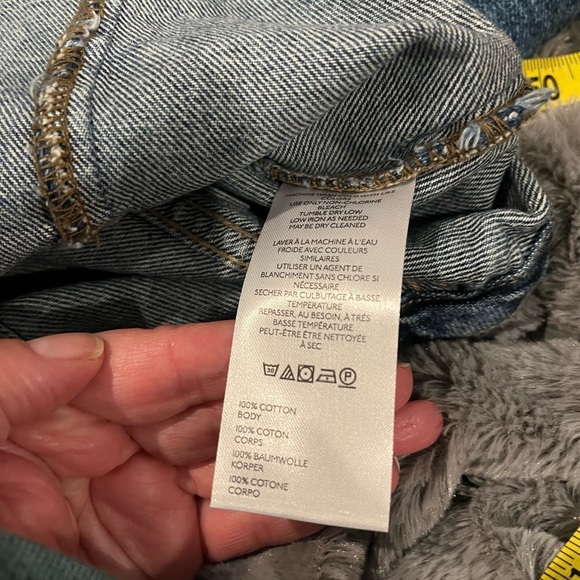 USE ONLY NON-CHLORINE
BLEACH
TUMBLE DRY LOW
LOW IRON AS NEEDED
MAY BE DRY CLEANED
LAVER À LA MACHINE À L'EAU
FROIDE AVEC COULEURS
SIMILAIRES
UTILISER UN AGENT DE
BLANCHIMENT SANS CHLORE SI
NÉCESSAIRE
SECHER PAR CULBUTAGE À BASSE
TEMPERATURE
REPASSER, AU BESOIN, À TRÈS
BASSE TEMPÉRATURE
PEUT-ÊTRE ÊTRE NETTOYÉE
À SEC
30 P
100% COTTON
BODY
100% COTON
CORPS
100% BAUMWOLLE
KÖRPER
100% COTONE
CORPO